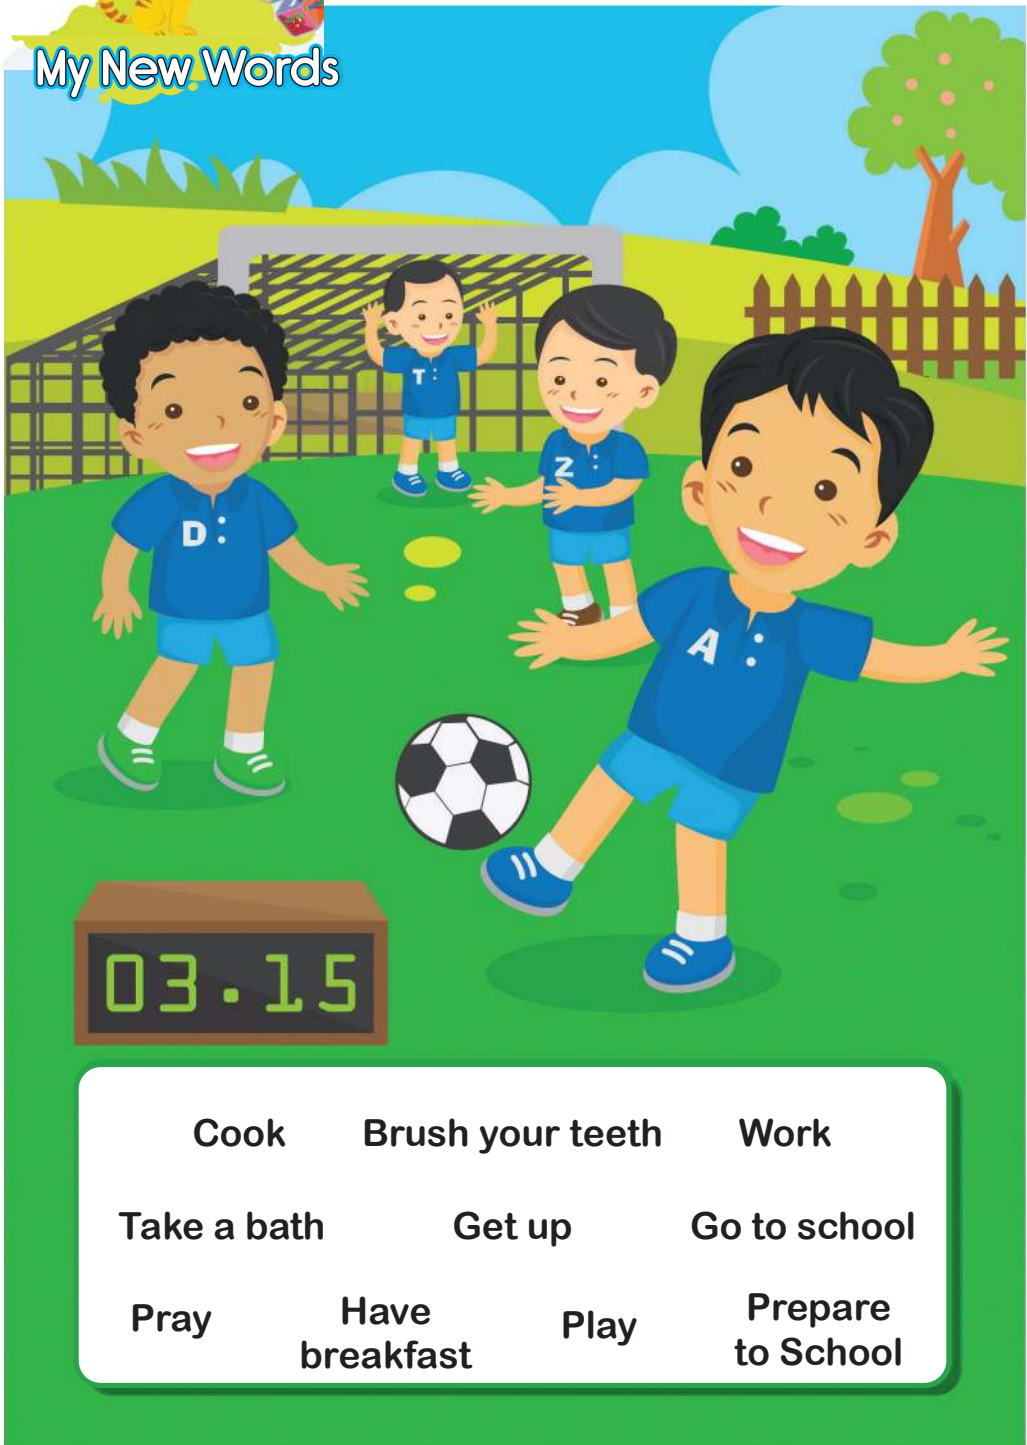 My New Words
T:
Z:
D:
A:
03.15
Cook Brush your teeth Work
Take a bath Get up Go to school
Pray Have breakfast Play Prepare to School